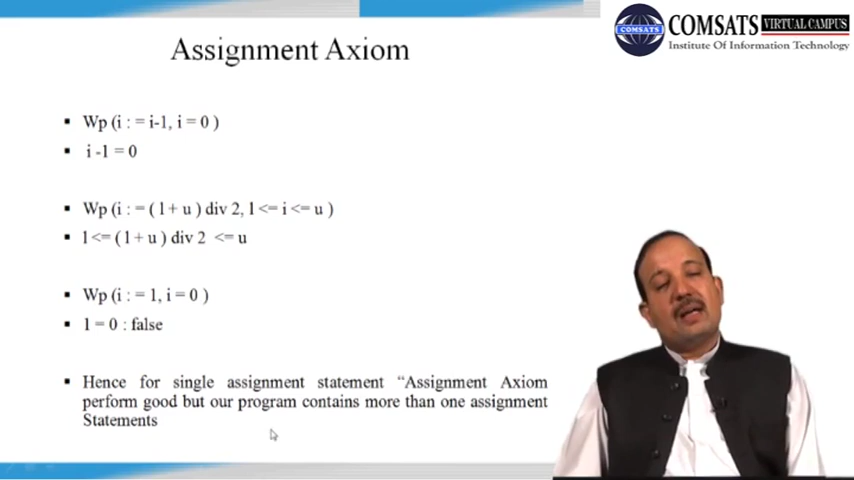 COMSATS
COMSATS VIRTUAL CAMPUS
Institute Of Information Technology
Assignment Axiom
▪ Wp (i : = i-1, i = 0 )
▪ i -1 = 0
▪ Wp (i : = ( l + u ) div 2, l <= i <= u )
▪ l <= ( l + u ) div 2 <= u
▪ Wp (i : = 1, i = 0 )
▪ 1 = 0 : false
▪ Hence for single assignment statement “Assignment Axiom
perform good but our program contains more than one assignment
Statements